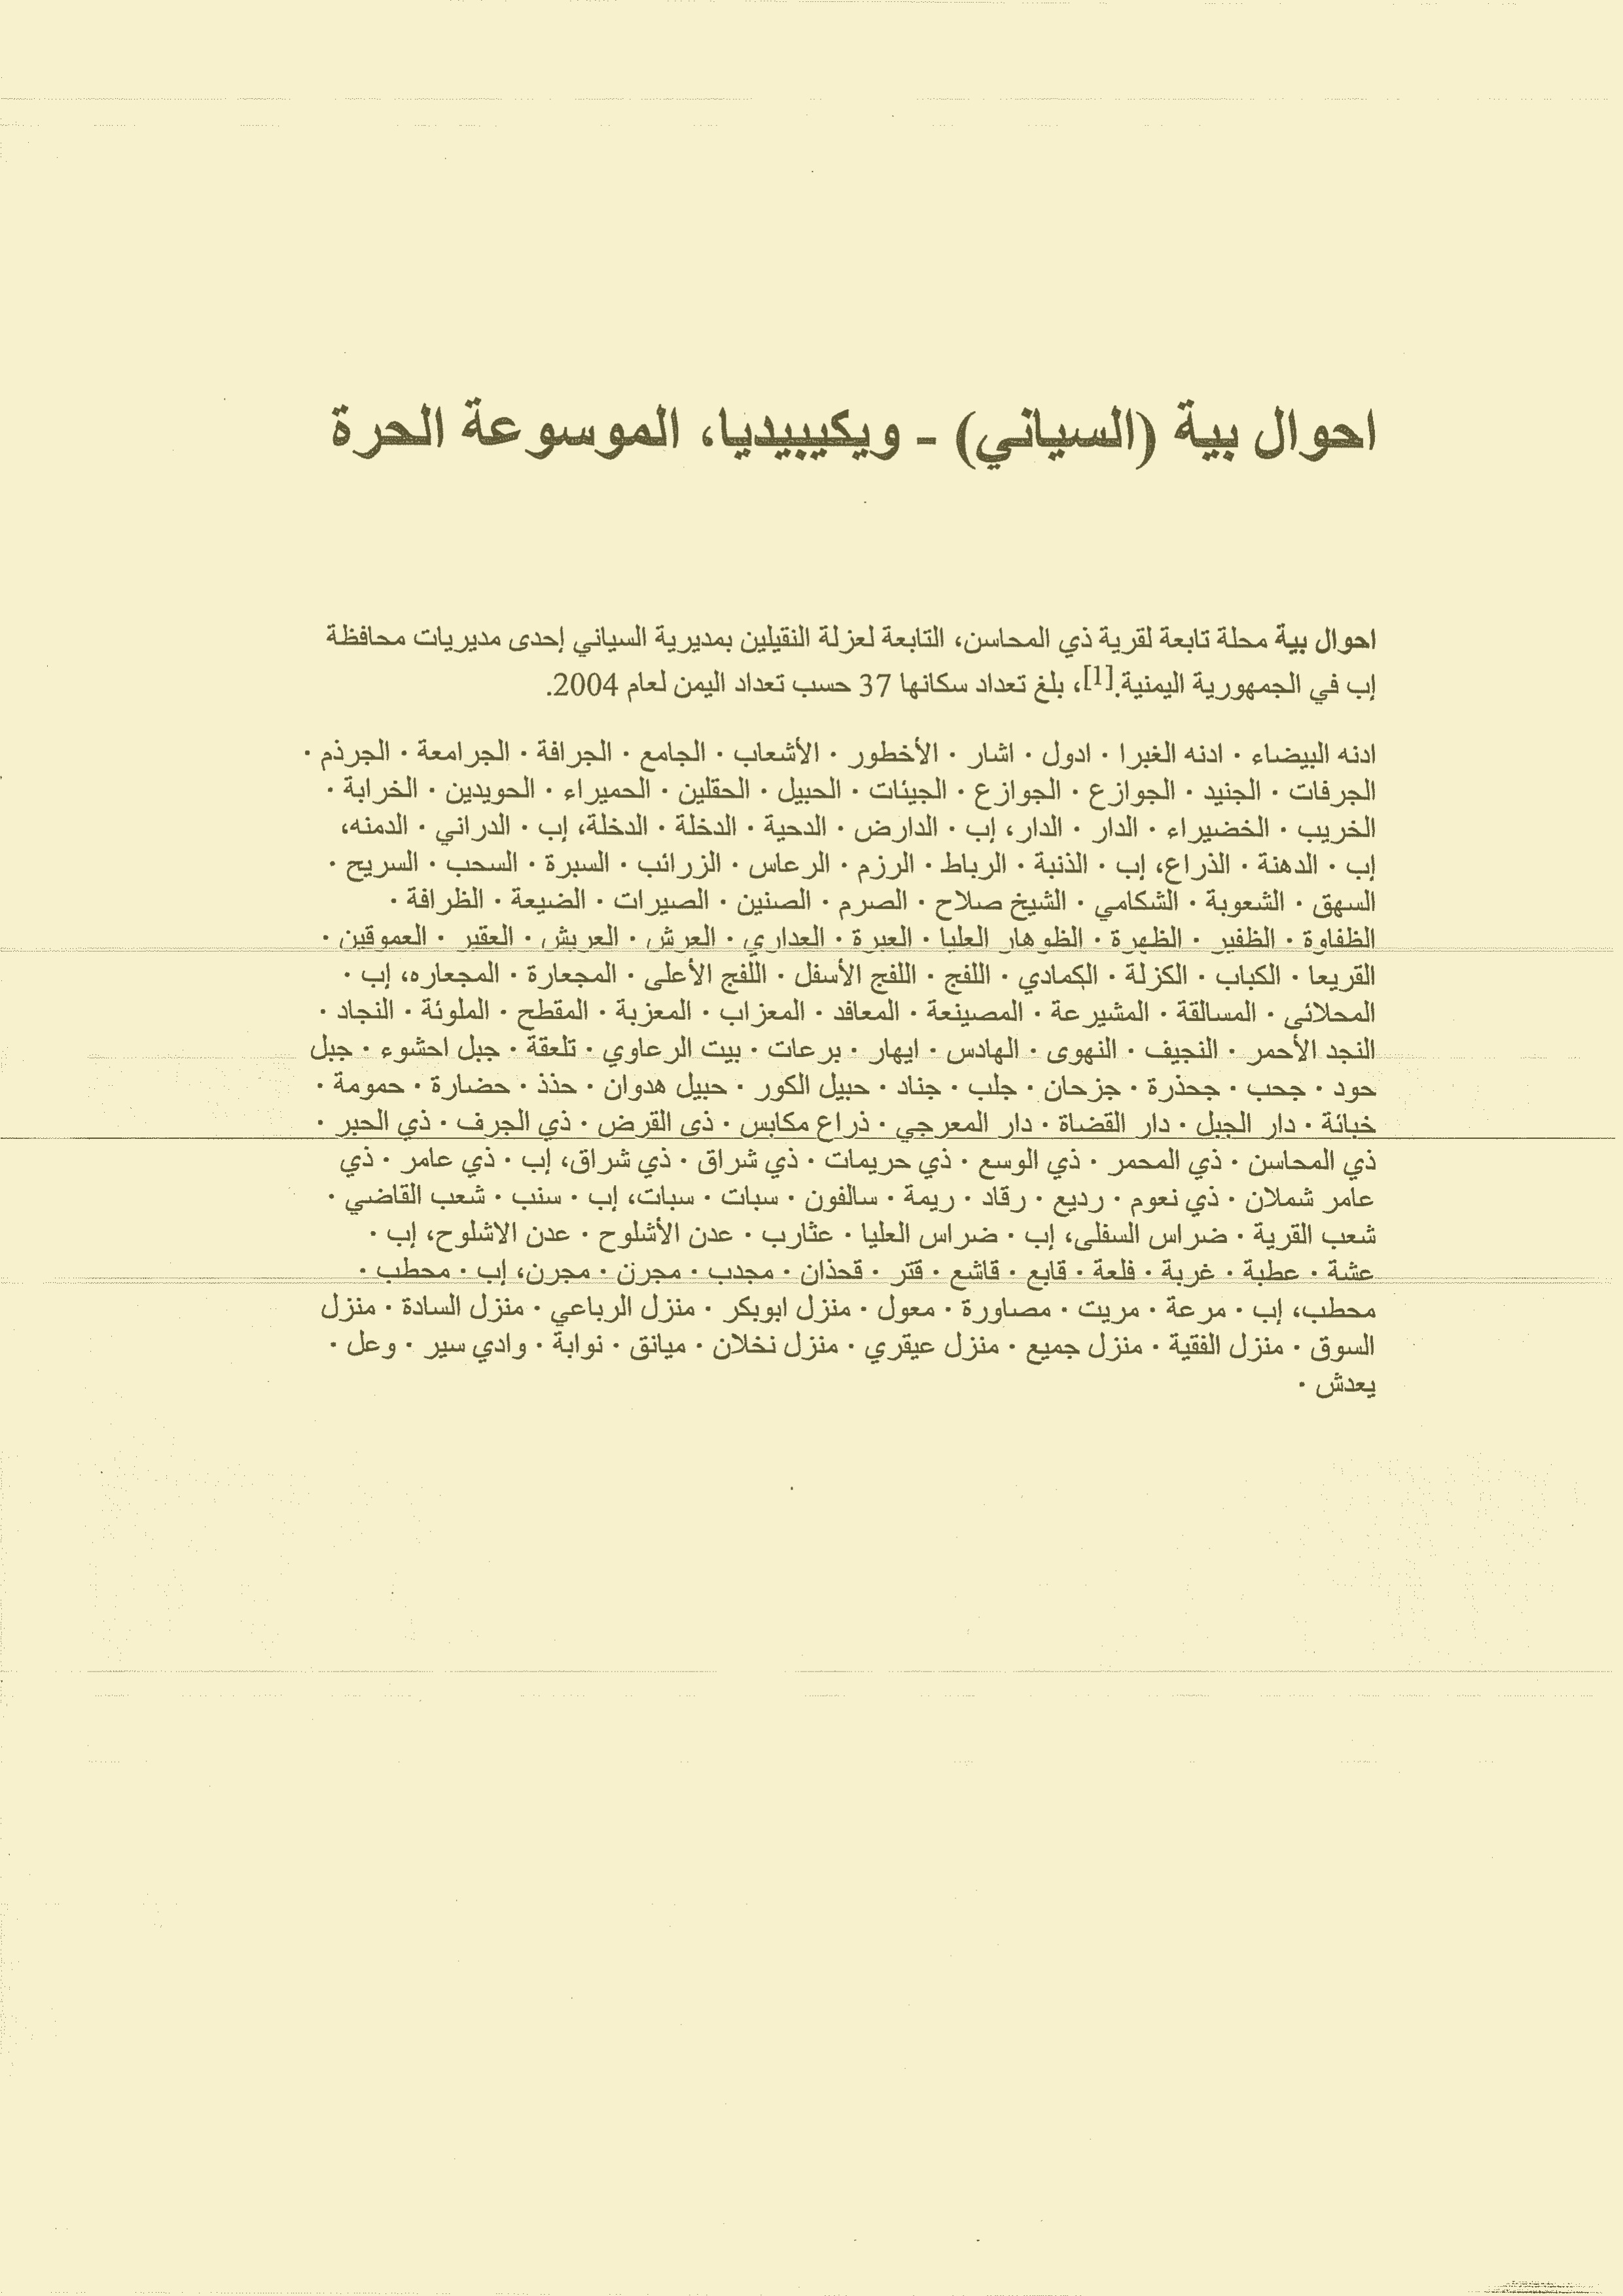 احوال بية (السياني) - ويكيبيديا، الموسوعة الحرة
احوال بية محلة تابعة لقرية ذي المحاسن، التابعة لعزلة النقيلين بمديرية السياني إحدى مديريات محافظة
إب في الجمهورية اليمنية.[1]، بلغ تعداد سكانها 37 حسب تعداد اليمن لعام 2004.
ادنه البيضاء · ادنه الغبرا · ادول · اشار · الأخطور · الأشعاب · الجامع · الجرافة · الجرامعة · الجرذم ·
الجرفات · الجنيد · الجوازع · الجوازع · الجيئات · الحبيل · الحقلين · الحميراء · الحويدين · الخرابة ·
الخريب · الخضيراء · الدار · الدار، إب · الدارض · الدحية · الدخلة · الدخلة، إب · الدراني · الدمنه،
إب · الدهنة · الذراع، إب · الذنبة · الرباط · الرزم · الرعاس · الزرائب · السبرة · السحب · السريح ·
السهق · الشعوبة · الشكامي · الشيخ صلاح · الصرم · الصنين · الصيرات · الضيعة · الظرافة ·
الظفاوة · الظفير · الظهرة · الظوهار العليا · العبرة · العداري · العرش · العريش · العقير · العموقين ·
القريعا · الكباب · الكزلة · الكمادي · اللفج · اللفج الأسفل · اللفج الأعلى · المجعارة · المجعاره، إب ·
المحلائى · المسالقة · المشيرعة · المصينعة · المعافد · المعزاب · المعزبة · المقطح · الملوئة · النجاد ·
النجد الأحمر · النجيف · النهوى · الهادس · ايهار · برعات · بيت الرعاوي · تلعقة · جبل احشوء · جبل
حود · جحب · جحذرة · جزحان · جلب · جناد · حبيل الكور · حبيل هدوان · حذذ · حضارة · حمومة ·
خبائة · دار الجبل · دار القضاة · دار المعرجي · ذراع مكابس · ذى القرض · ذي الجرف · ذي الحبر ·
ذي المحاسن · ذي المحمر · ذي الوسع · ذي حريمات · ذي شراق · ذي شراق، إب · ذي عامر · ذي
عامر شملان · ذي نعوم · رديع · رقاد · ريمة · سالفون · سبات · سبات، إب · سنب · شعب القاضي ·
شعب القرية · ضراس السفلى، إب · ضراس العليا · عثارب · عدن الأشلوح · عدن الاشلوح، إب ·
عشة · عطبة · غربة · فلعة · قابع · قاشع · قتر · قحذان · مجدب · مجرن · مجرن، إب · محطب ·
محطب، إب · مرعة · مريت · مصاورة · معول · منزل ابوبكر · منزل الرباعي · منزل السادة · منزل
السوق · منزل الفقية · منزل جميع · منزل عيقري · منزل نخلان · ميانق · نوابة · وادي سير · وعل ·
يعدش ·